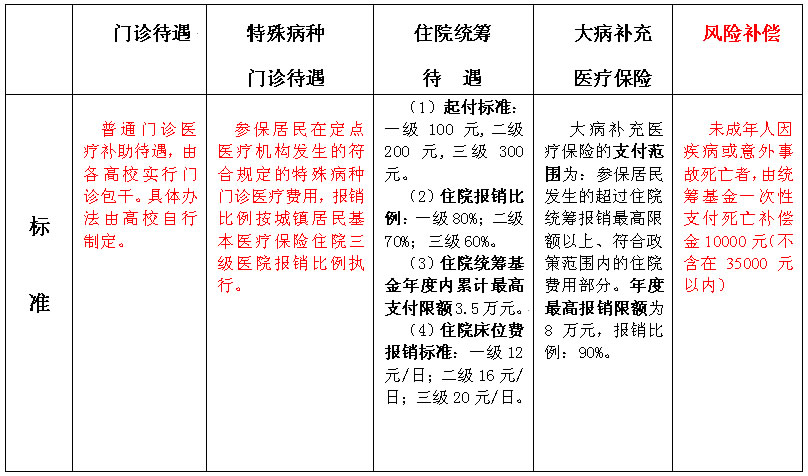 门诊待遇
特殊病种
门诊待遇
住院统筹
待 遇
大病补充
医疗保险
风险补偿
标
准
普通门诊医
疗补助待遇，由
各高校实行门
诊包干。具体办
法由高校自行
制定。
参保居民在定点
医疗机构发生的符
合规定的特殊病种
门诊医疗费用，报销
比例按城镇居民基
本医疗保险住院三
级医院报销比例执
行。
（1）起付标准：
一级 100 元,二级
200 元,三级 300
元。
（2）住院报销比
例：一级80%；二级
70%；三级60%。
（3）住院统筹基
金年度内累计最高
支付限额3.5万元。
（4）住院床位费
报销标准：一级12
元/日；二级16元/
日；三级20元/日。
大病补充医
疗保险的支付范
围为：参保居民
发生的超过住院
统筹报销最高限
额以上、符合政
策范围内的住院
费用部分。年度
最高报销限额为
8 万元，报销比
例：90%。
未成年人因
疾病或意外事
故死亡者，由统
筹基金一次性
支付死亡补偿
金10000元（不
含在 35000 元
以内）